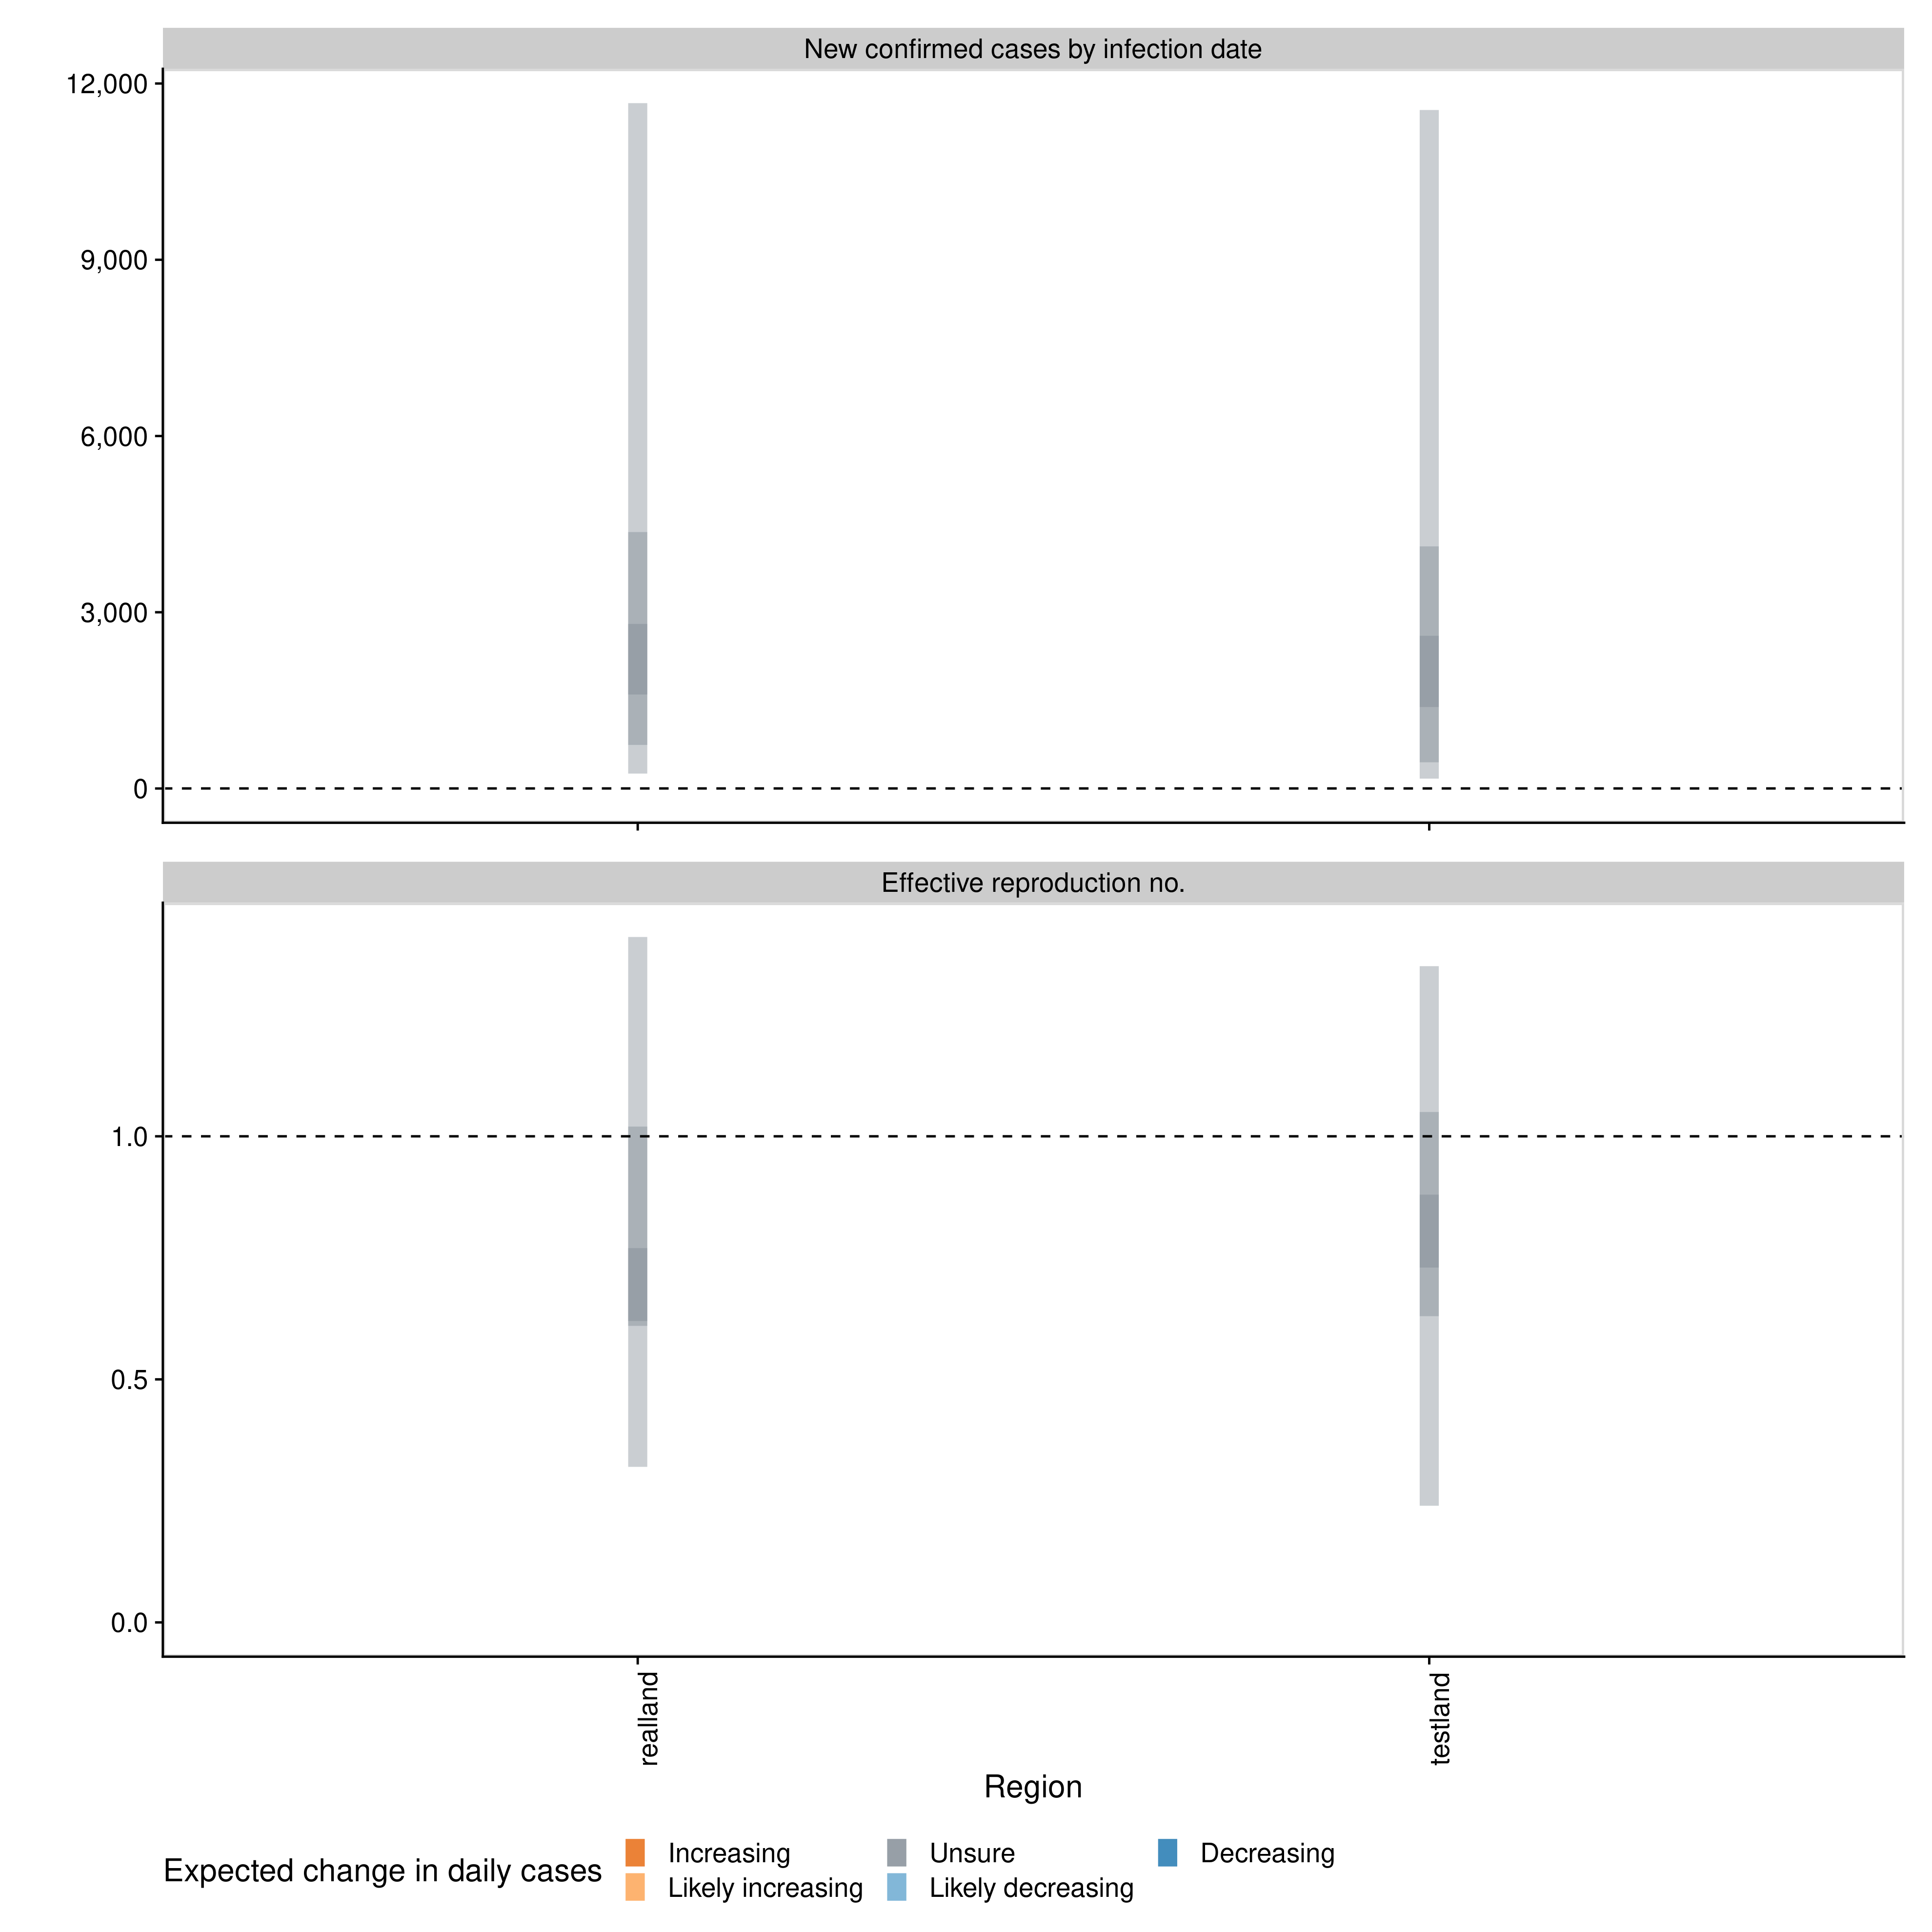 New confirmed cases by infection date
12,000
9,000
6,000
3,000
0
Effective reproduction no.
1.0
0.5
0.0
realland
testland
Region
Expected change in daily cases
Increasing
Likely increasing
Unsure
Likely decreasing
Decreasing